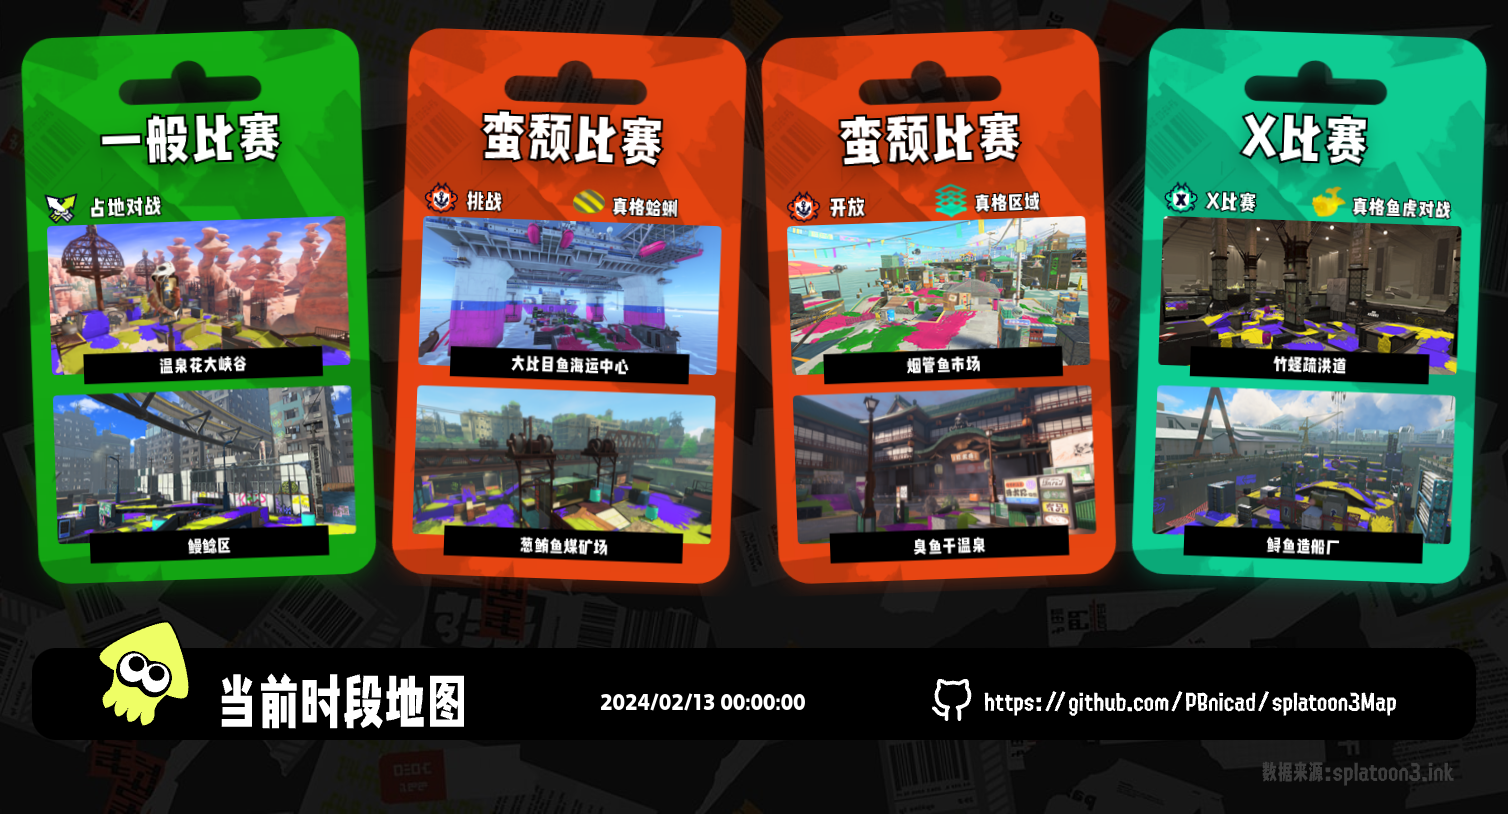 一般比赛
占地对战
温泉花大峡谷
鳗鲶区
蛮颓比赛
挑战
真格蛤蜊
大比目鱼海运中心
葱鲔鱼煤矿场
蛮颓比赛
开放
真格区域
烟管鱼市场
臭鱼干温泉
X比赛
X比赛
真格鱼虎对战
竹蛏疏洪道
鲟鱼造船厂
当前时段地图
2024/02/13 00:00:00
https://github.com/PBnicad/splatoon3Map
数据来源:splatoon3.ink